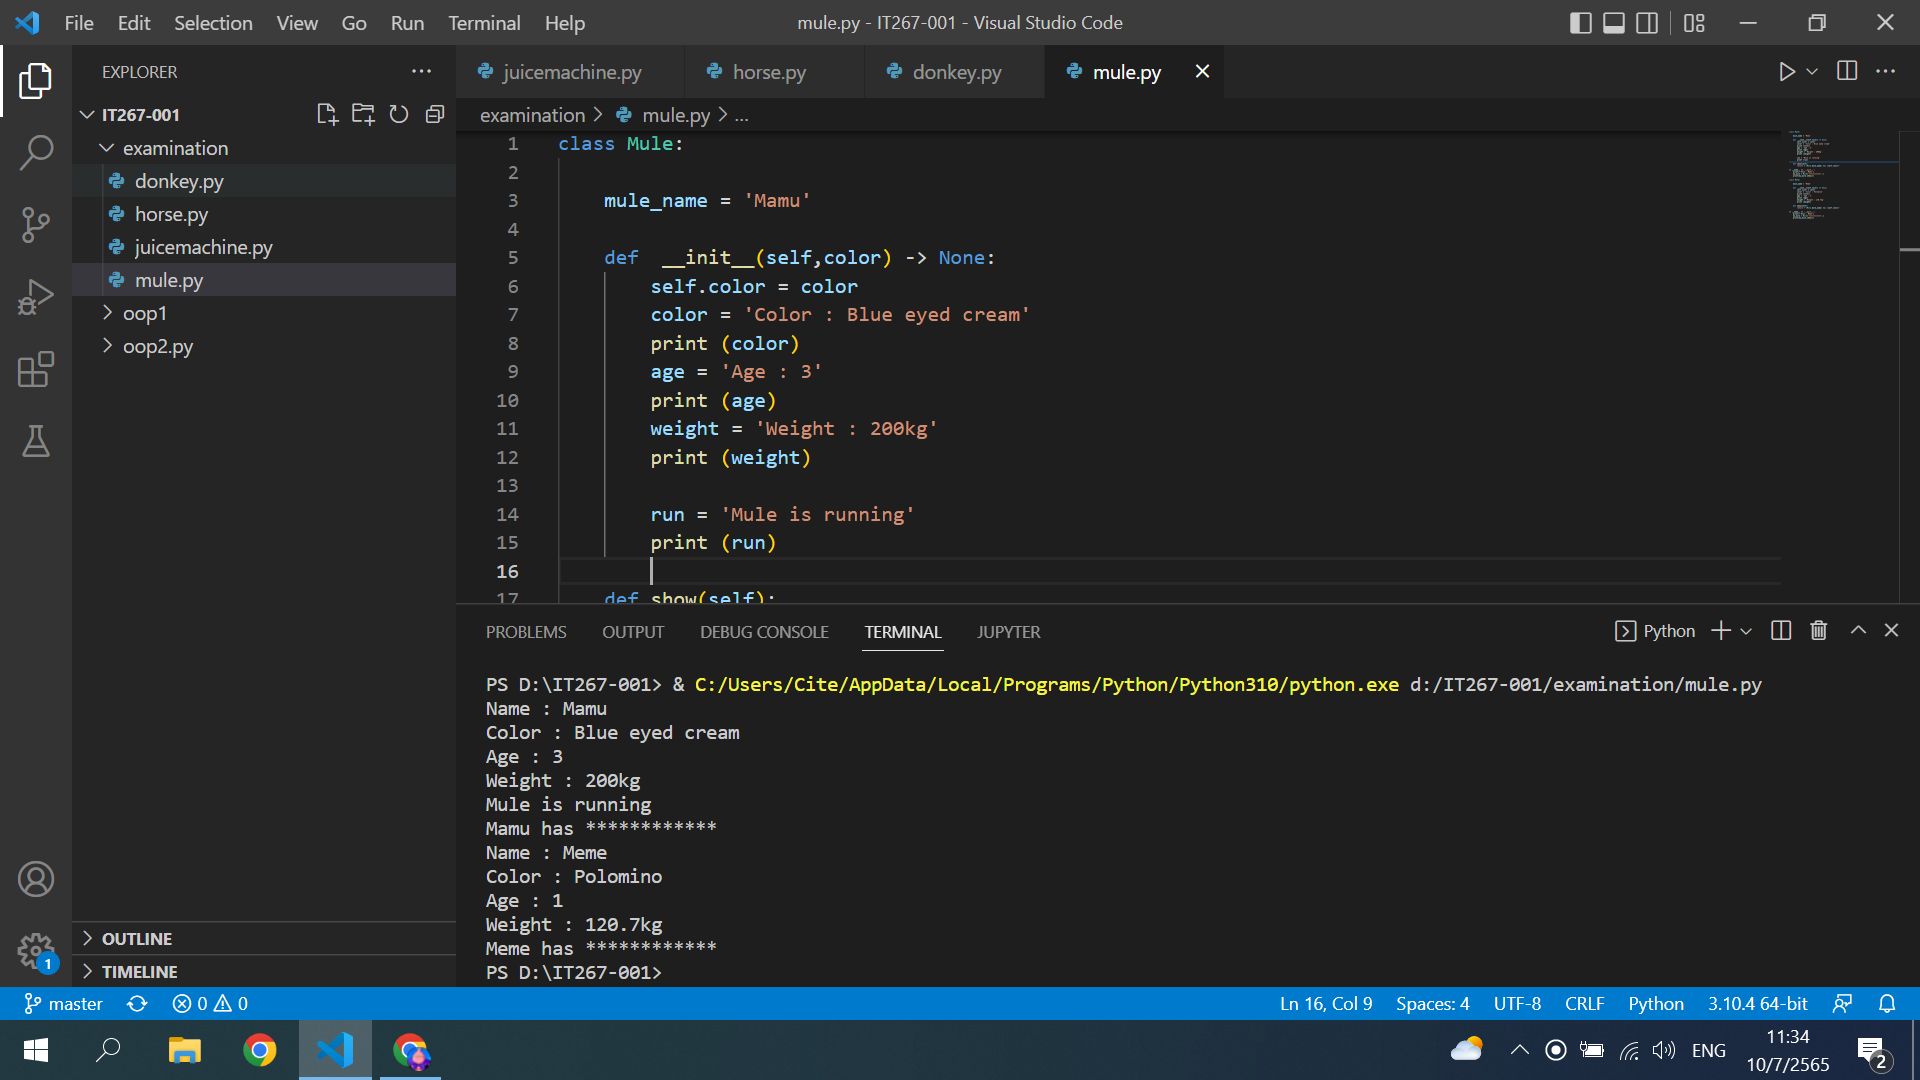 File Edit Selection View Go Run Terminal Help
mule.py - IT267-001 - Visual Studio Code
EXPLORER
IT267-001
examination
donkey.py
horse.py
juicemachine.py
mule.py
oop1
oop2.py
OUTLINE
TIMELINE
juicemachine.py horse.py donkey.py mule.py
examination > mule.py > ...
1 class Mule:
2
3 mule_name = 'Mamu'
4
5 def __init__(self,color) -> None:
6 self.color = color
7 color = 'Color : Blue eyed cream'
8 print (color)
9 age = 'Age : 3'
10 print (age)
11 weight = 'Weight : 200kg'
12 print (weight)
13
14 run = 'Mule is running'
15 print (run)
16
17 def show(self):
PROBLEMS OUTPUT DEBUG CONSOLE TERMINAL JUPYTER
Python
PS D:\IT267-001> & C:/Users/Cite/AppData/Local/Programs/Python/Python310/python.exe d:/IT267-001/examination/mule.py
Name : Mamu
Color : Blue eyed cream
Age : 3
Weight : 200kg
Mule is running
Mamu has ************
Name : Meme
Color : Polomino
Age : 1
Weight : 120.7kg
Meme has ************
PS D:\IT267-001>
1
master 0 0 Ln 16, Col 9 Spaces: 4 UTF-8 CRLF Python 3.10.4 64-bit
ENG
11:34
10/7/2565
2